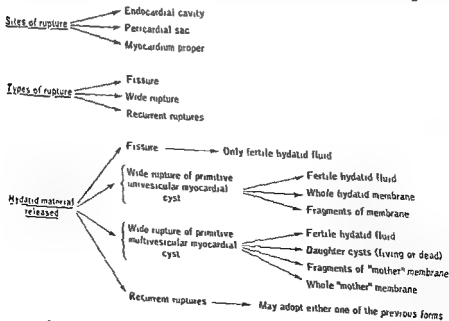 Sites of rupture
Endocardial cavity
Pericardial sac
Myocardium proper
Types of rupture
Fissure
Wide rupture
Recurrent ruptures
Hydatid material
released
Fissure
Only fertile hydatid fluid
Wide rupture of primitive
univesicular myocardial
cyst
Fertile hydatid fluid
Whole hydatid membrane
Fragments of membrane
Wide rupture of primitive
multivesicular myocardial
cyst
Fertile hydatid fluid
Daughter cysts (living or dead)
Fragments of "mother" membrane
Whole "mother" membrane
Recurrent ruptures
May adopt either one of the previous forms